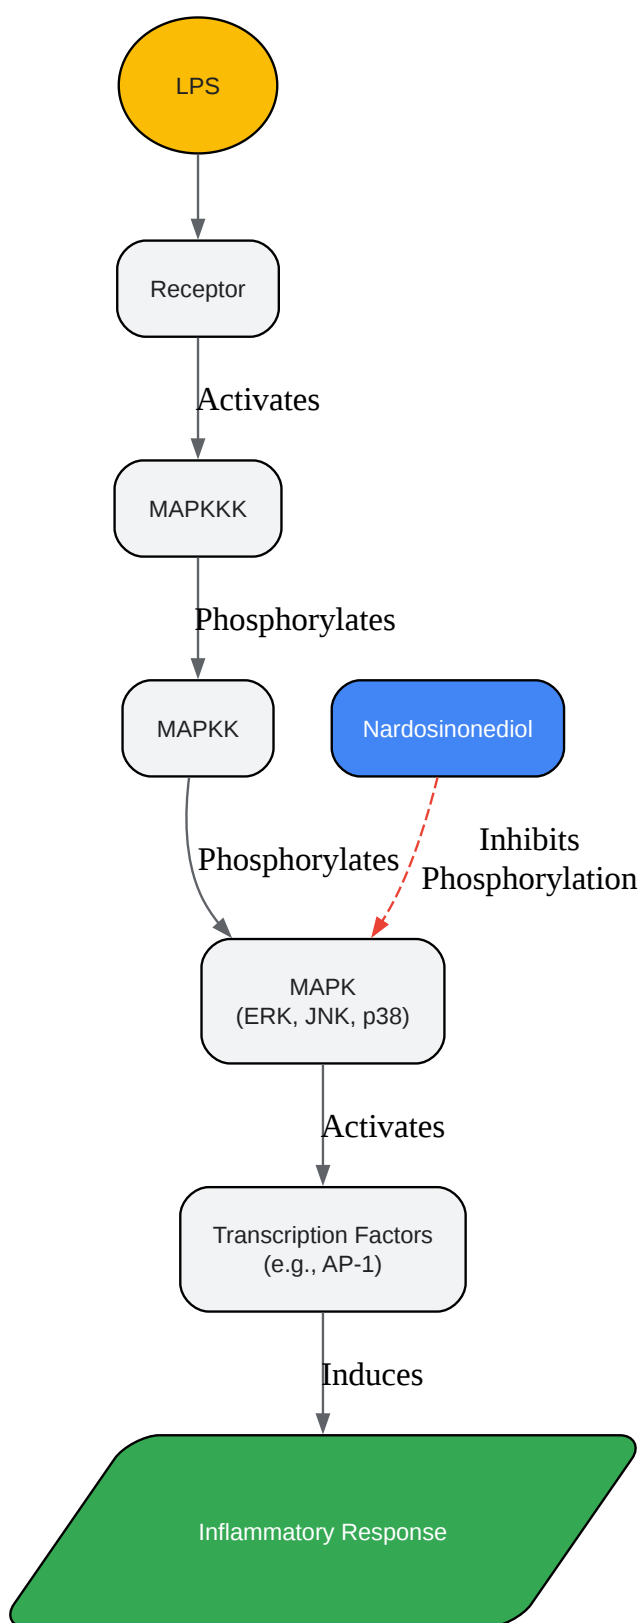 LPS
Receptor
Activates
MAPKKK
Phosphorylates
MAPKK
Nardosinonediol
Phosphorylates
Inhibits
Phosphorylation
MAPK
(ERK, JNK, p38)
Activates
Transcription Factors
(e.g., AP-1)
Induces
Inflammatory Response